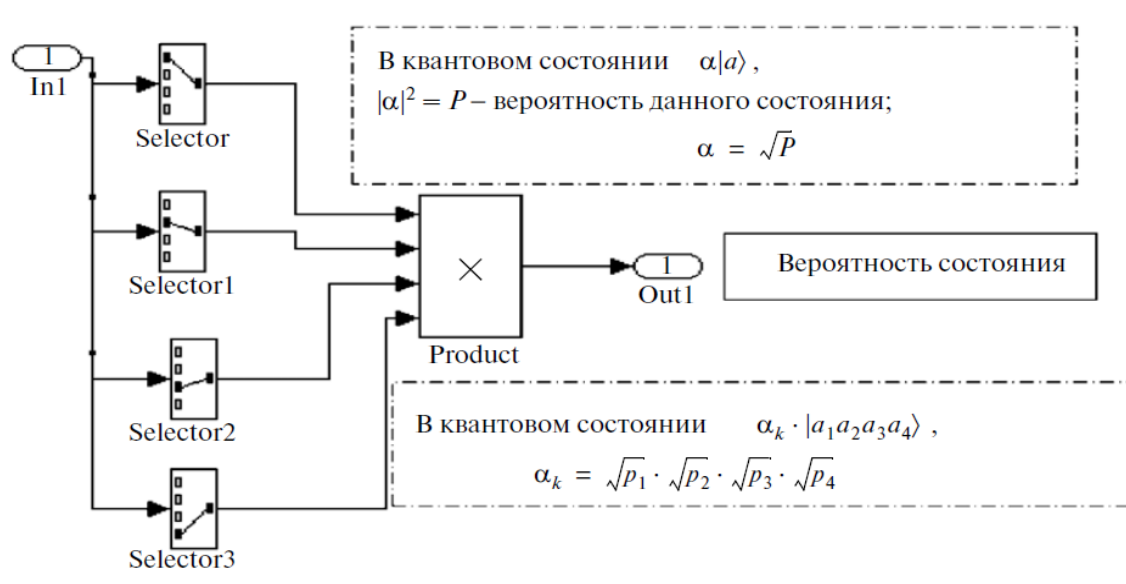 1
In1
Selector
В квантовом состоянии α|a⟩ ,
|α|² = P – вероятность данного состояния;
α = √P
Selector1
×
Product
1
Out1
Вероятность состояния
Selector2
В квантовом состоянии αₖ · |a₁a₂a₃a₄⟩ ,
αₖ = √p₁ · √p₂ · √p₃ · √p₄
Selector3